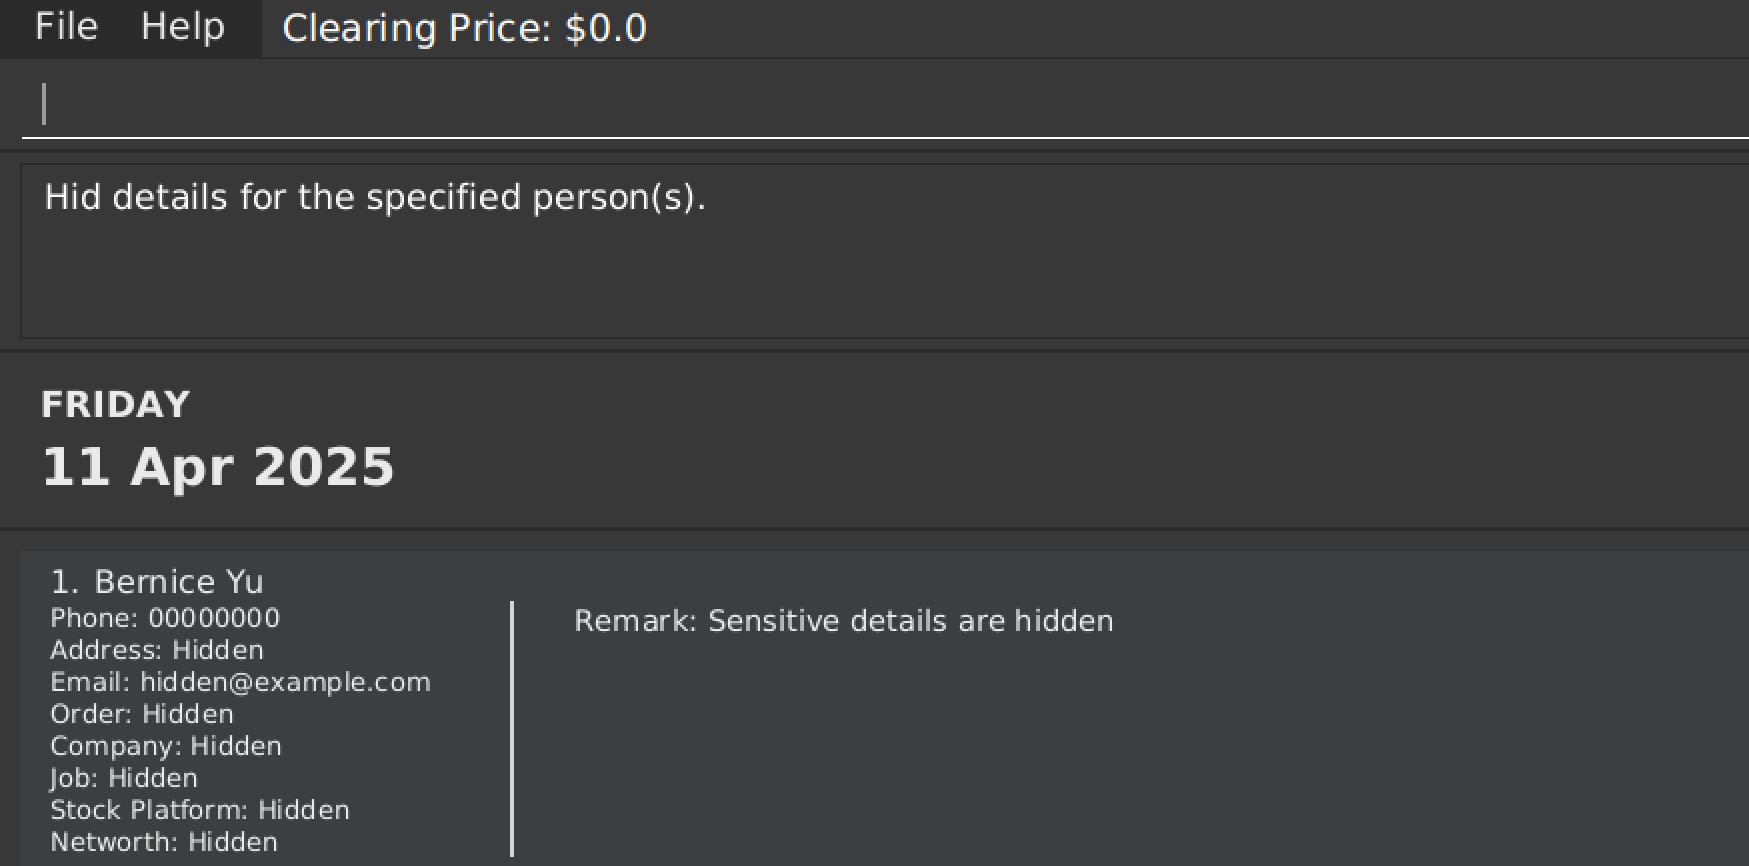 File Help Clearing Price: $0.0
Hid details for the specified person(s).
FRIDAY
11 Apr 2025
1. Bernice Yu
Phone: 00000000
Address: Hidden
Email: hidden@example.com
Order: Hidden
Company: Hidden
Job: Hidden
Stock Platform: Hidden
Networth: Hidden
Remark: Sensitive details are hidden